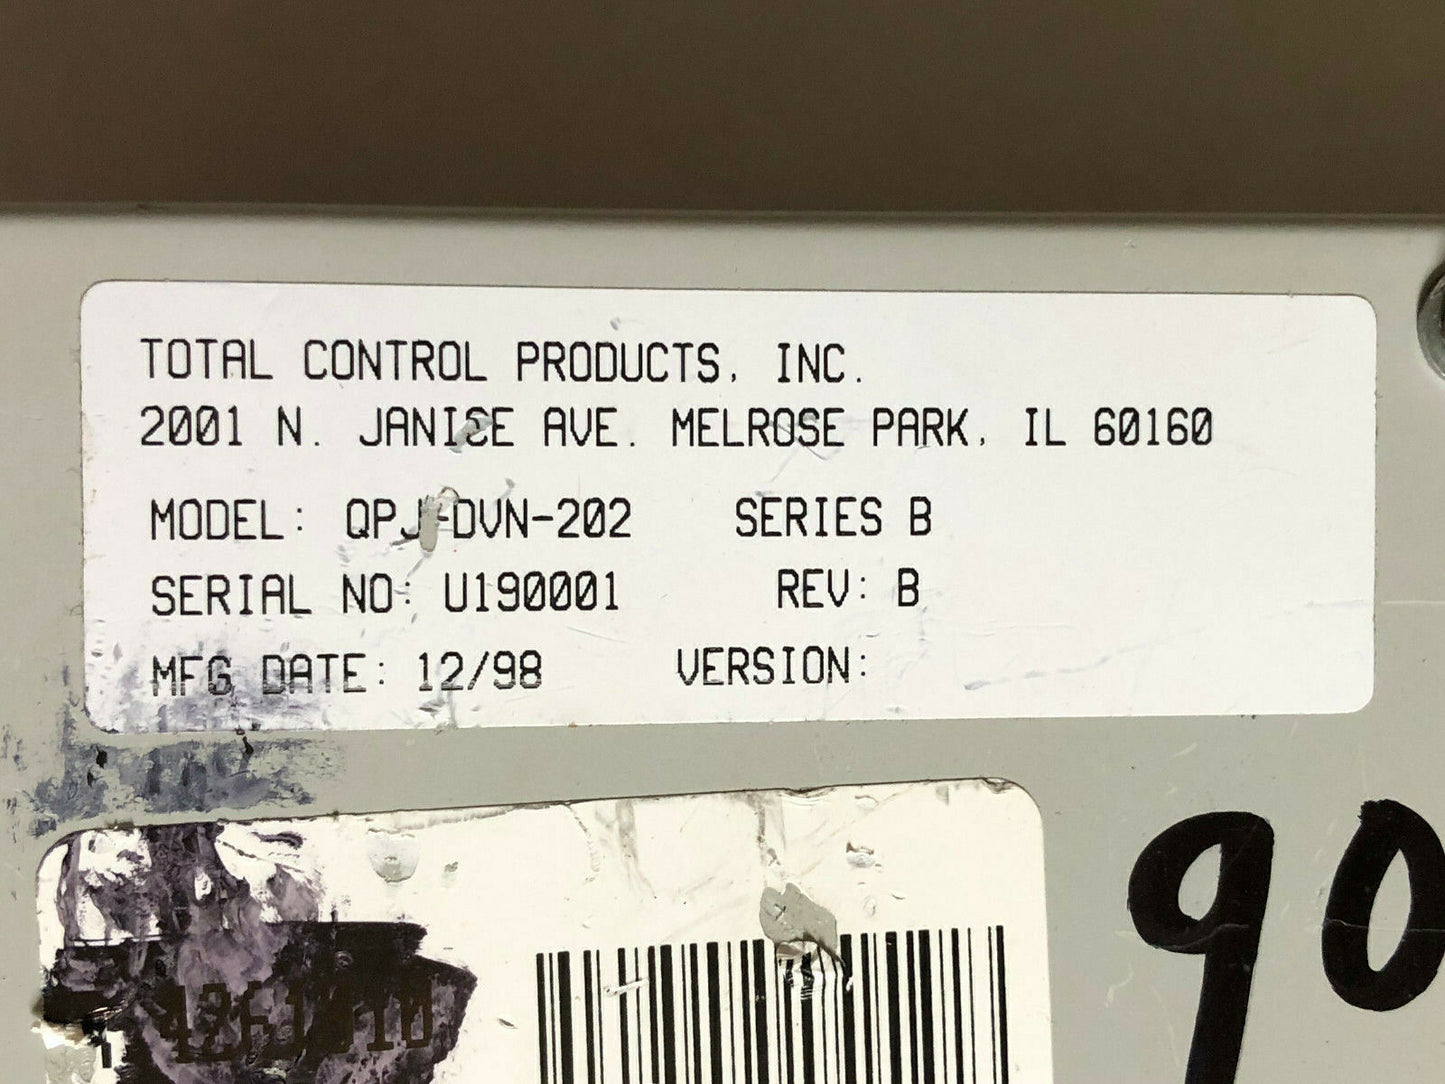 TOTAL CONTROL PRODUCTS, INC.
2001 N. JANICE AVE. MELROSE PARK, IL 60160
MODEL: QPJ-DVN-202 SERIES B
SERIAL NO: U190001 REV: B
MFG DATE: 12/98 VERSION:
90